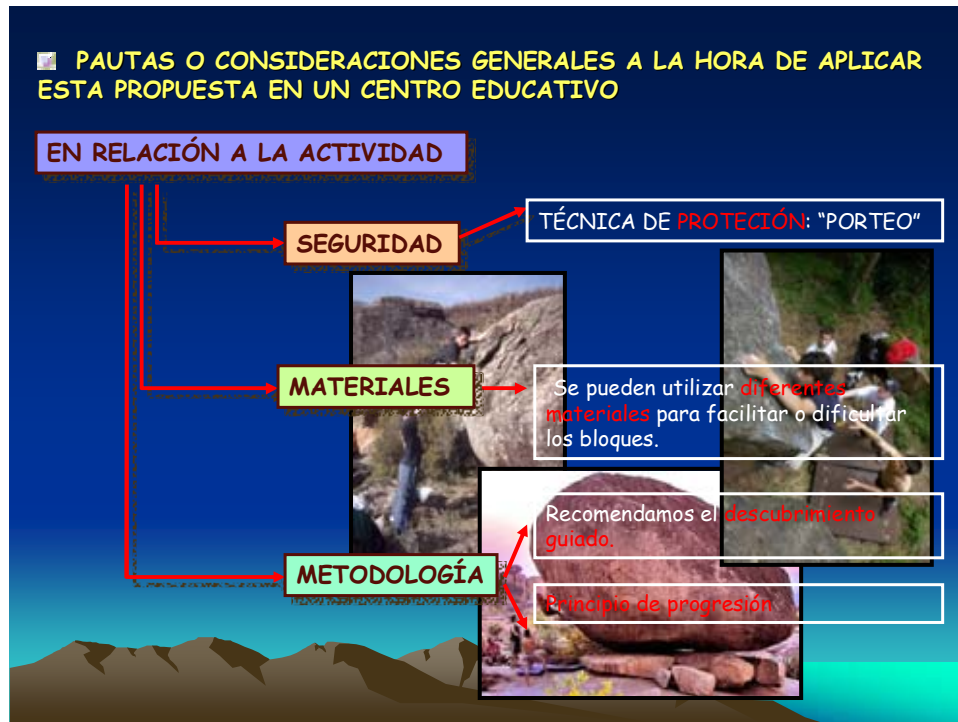 PAUTAS O CONSIDERACIONES GENERALES A LA HORA DE APLICAR
ESTA PROPUESTA EN UN CENTRO EDUCATIVO
EN RELACIÓN A LA ACTIVIDAD
TÉCNICA DE PROTECIÓN: “PORTEO”
SEGURIDAD
MATERIALES
Se pueden utilizar diferentes
materiales para facilitar o dificultar
los bloques.
Recomendamos el descubrimiento
guiado.
METODOLOGÍA
Principio de progresión